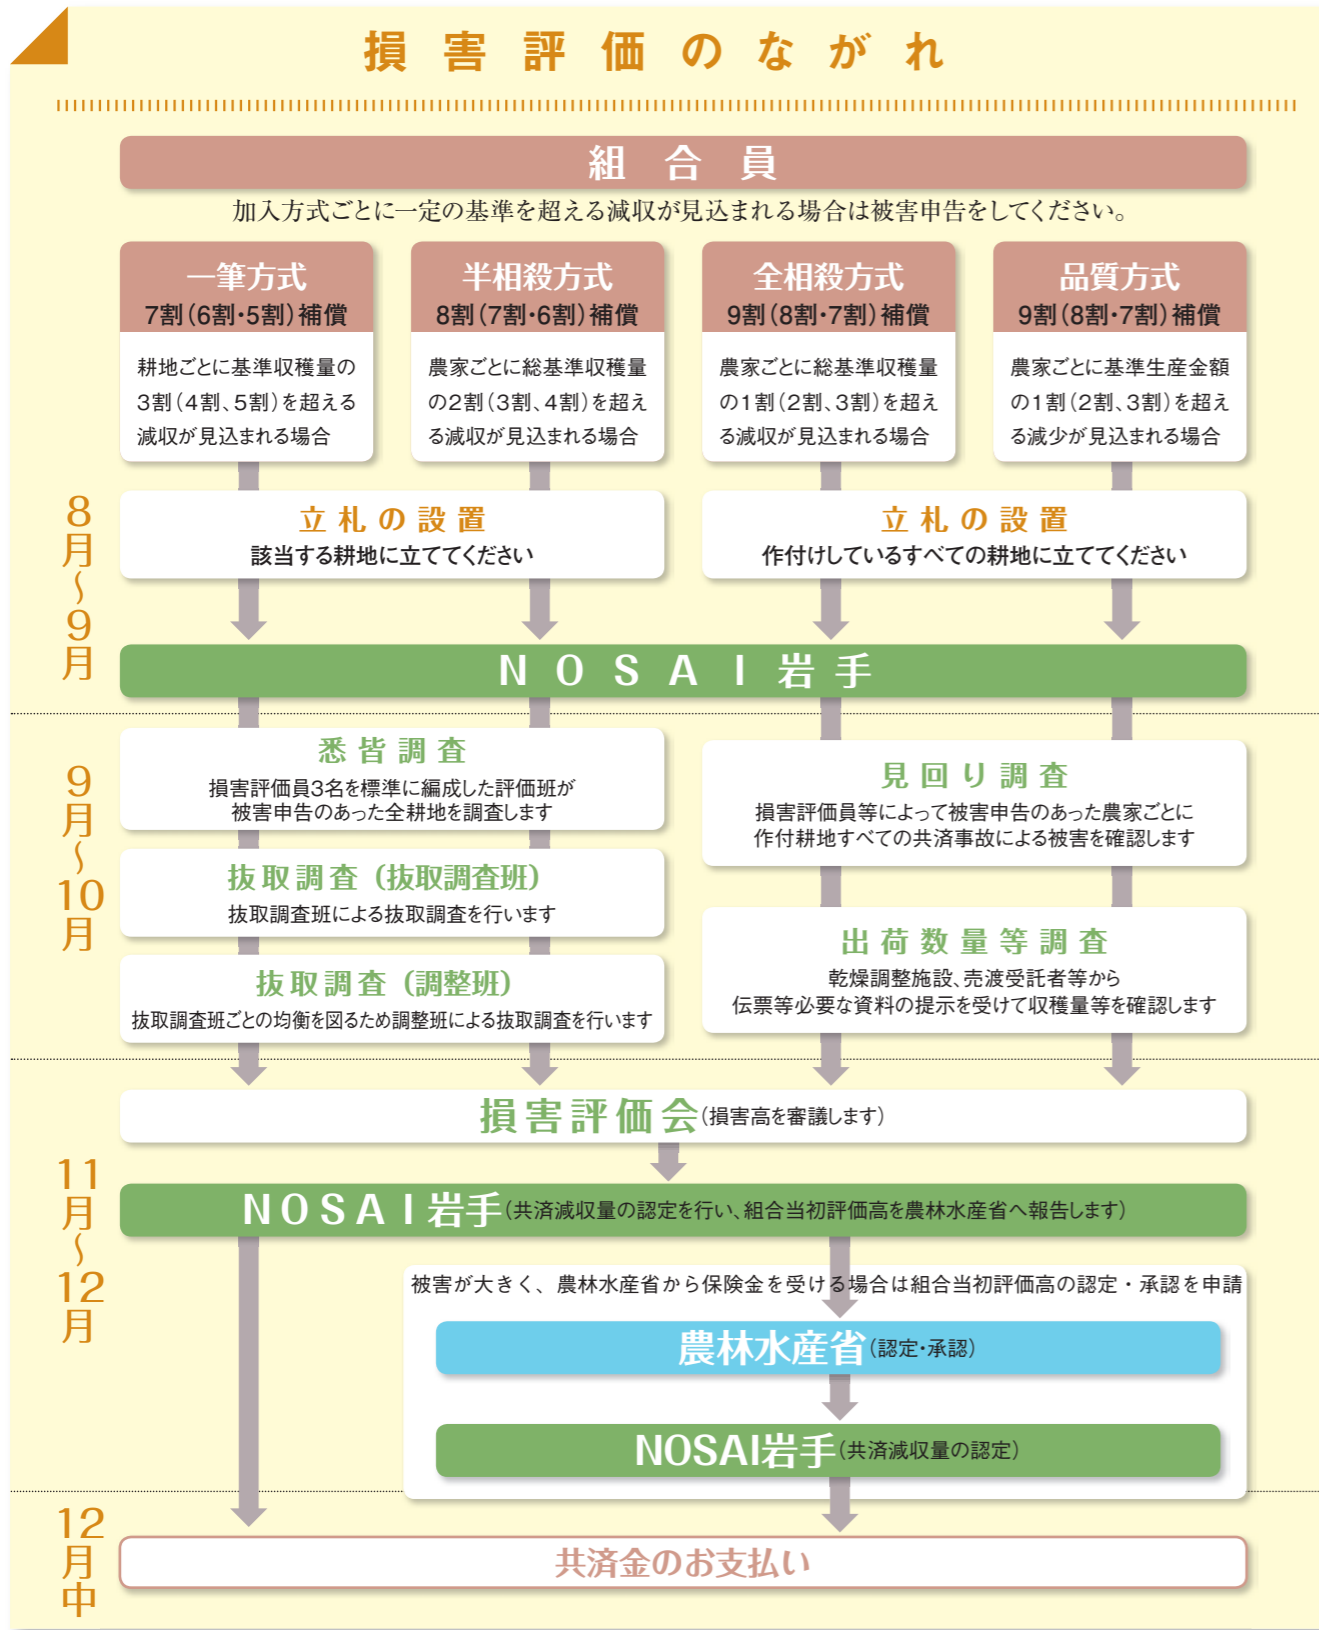 損害評価のながれ
組合員
加入方式ごとに一定の基準を超える減収が見込まれる場合は被害申告をしてください。
一筆方式
7割(6割・5割)補償
耕地ごとに基準収穫量の
3割(4割、5割)を超える
減収が見込まれる場合
半相殺方式
8割(7割・6割)補償
農家ごとに総基準収穫量
の2割(3割、4割)を超え
る減収が見込まれる場合
全相殺方式
9割(8割・7割)補償
農家ごとに総基準収穫量
の1割(2割、3割)を超え
る減収が見込まれる場合
品質方式
9割(8割・7割)補償
農家ごとに基準生産金額
の1割(2割、3割)を超え
る減少が見込まれる場合
8月〜9月
立札の設置
該当する耕地に立ててください
立札の設置
作付けしているすべての耕地に立ててください
NOSAI岩手
9月〜10月
悉皆調査
損害評価員3名を標準に編成した評価班が
被害申告のあった全耕地を調査します
抜取調査(抜取調査班)
抜取調査班による抜取調査を行います
抜取調査(調整班)
抜取調査班ごとの均衡を図るため調整班による抜取調査を行います
見回り調査
損害評価員等によって被害申告のあった農家ごとに
作付耕地すべての共済事故による被害を確認します
出荷数量等調査
乾燥調整施設、売渡受託者等から
伝票等必要な資料の提示を受けて収穫量等を確認します
11月〜12月
損害評価会(損害高を審議します)
NOSAI岩手(共済減収量の認定を行い、組合当初評価高を農林水産省へ報告します)
被害が大きく、農林水産省から保険金を受ける場合は組合当初評価高の認定・承認を申請
農林水産省(認定・承認)
NOSAI岩手(共済減収量の認定)
12月中
共済金のお支払い